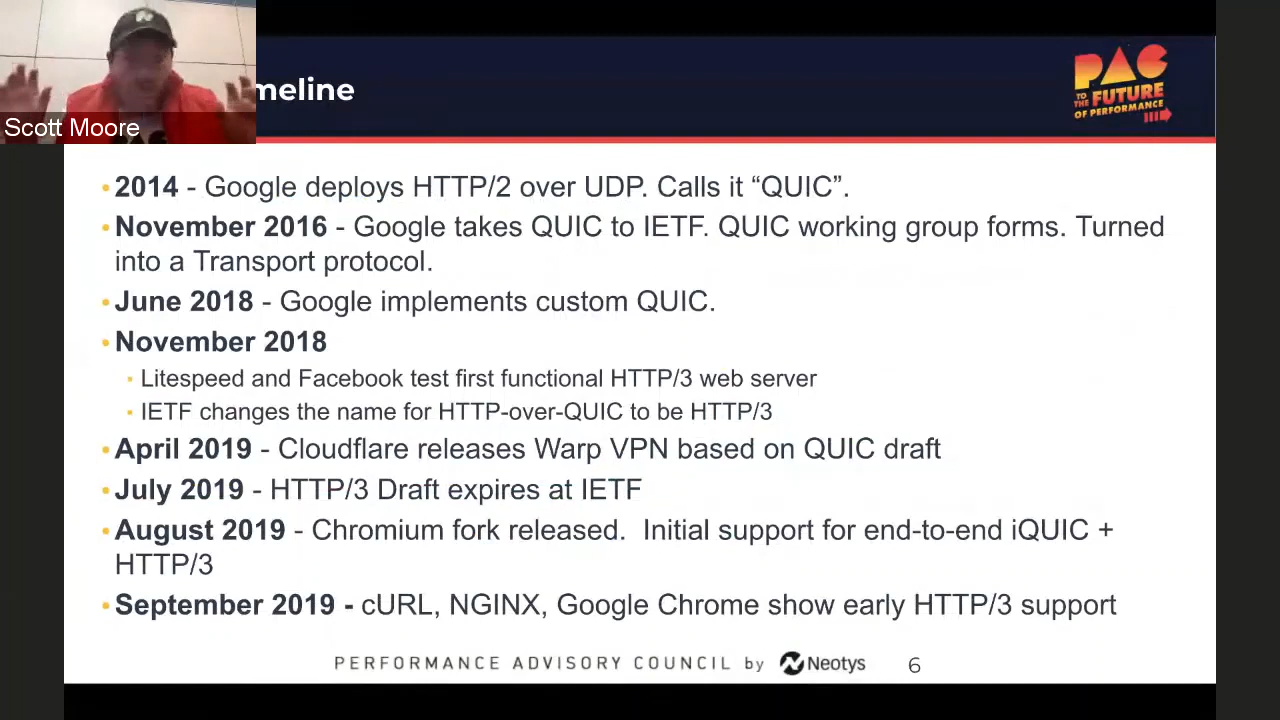 Scott Moore
meline
PAC
TO THE FUTURE
OF PERFORMANCE
• 2014 - Google deploys HTTP/2 over UDP. Calls it “QUIC”.
• November 2016 - Google takes QUIC to IETF. QUIC working group forms. Turned
into a Transport protocol.
• June 2018 - Google implements custom QUIC.
• November 2018
▪ Litespeed and Facebook test first functional HTTP/3 web server
▪ IETF changes the name for HTTP-over-QUIC to be HTTP/3
• April 2019 - Cloudflare releases Warp VPN based on QUIC draft
• July 2019 - HTTP/3 Draft expires at IETF
• August 2019 - Chromium fork released.  Initial support for end-to-end iQUIC +
HTTP/3
• September 2019 - cURL, NGINX, Google Chrome show early HTTP/3 support
PERFORMANCE ADVISORY COUNCIL by Neotys 6